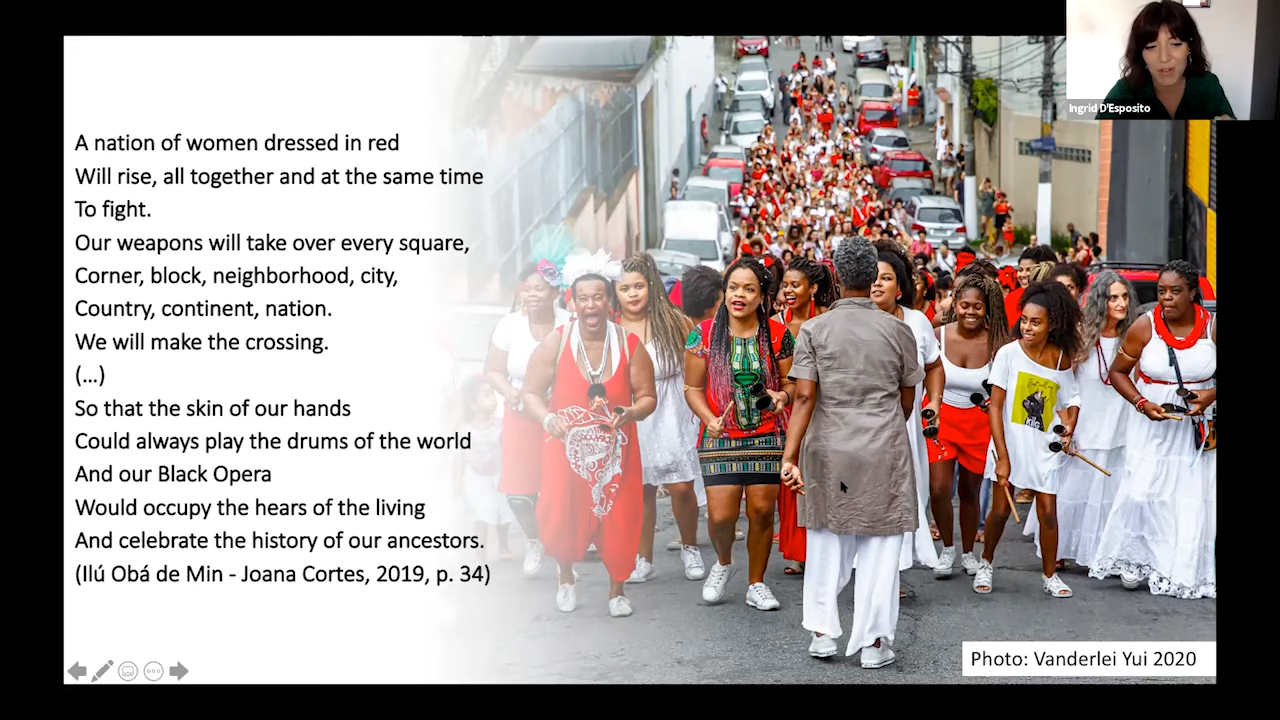 Ingrid D'Esposito
A nation of women dressed in red
Will rise, all together and at the same time
To fight.
Our weapons will take over every square,
Corner, block, neighborhood, city,
Country, continent, nation.
We will make the crossing.
(...)
So that the skin of our hands
Could always play the drums of the world
And our Black Opera
Would occupy the hears of the living
And celebrate the history of our ancestors.
(Ilú Obá de Min - Joana Cortes, 2019, p. 34)
Photo: Vanderlei Yui 2020